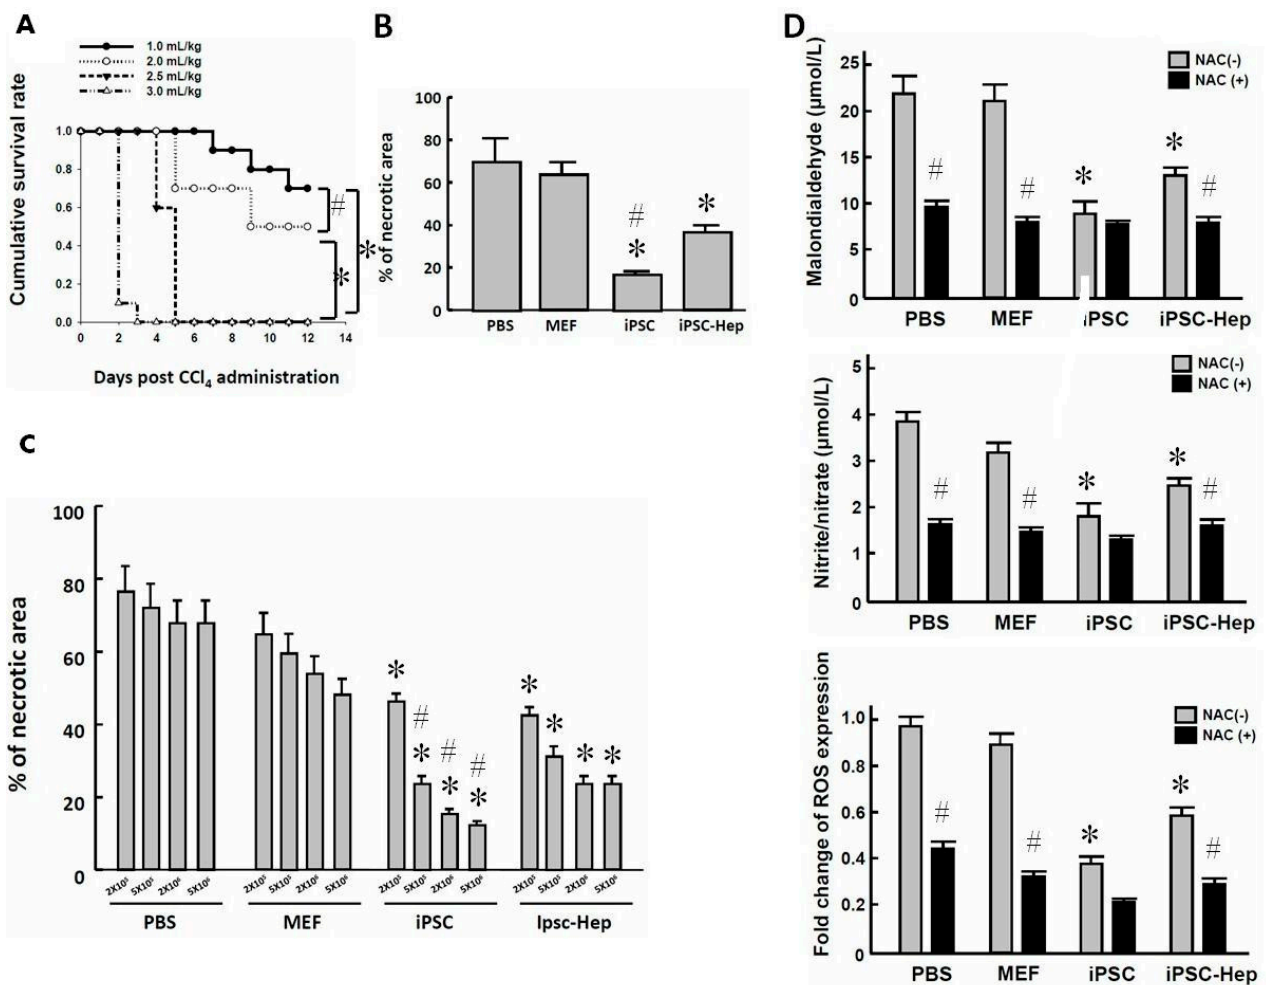 A
1.0 mL/kg
2.0 mL/kg
2.5 mL/kg
3.0 mL/kg
Cumulative survival rate
1.0
0.8
0.6
0.4
0.2
0.0
0 2 4 6 8 10 12 14
# * *
Days post CCl₄ administration
B
% of necrotic area
100
80
60
40
20
0
#
* *
PBS MEF iPSC iPSC-Hep
C
% of necrotic area
100
80
60
40
20
0
* # * # * # * * * * *
2X10⁵ 5X10⁵ 2X10⁶ 5X10⁶ 2X10⁵ 5X10⁵ 2X10⁶ 5X10⁶ 2X10⁵ 5X10⁵ 2X10⁶ 5X10⁶ 2X10⁵ 5X10⁵ 2X10⁶ 5X10⁶
PBS MEF iPSC Ipsc-Hep
D
Malondialdehyde (µmol/L)
NAC(-)
NAC (+)
25
20
15
10
5
0
# # * * #
PBS MEF iPSC iPSC-Hep
Nitrite/nitrate (µmol/L)
NAC(-)
NAC (+)
5
4
3
2
1
0
# # * * #
PBS MEF iPSC iPSC-Hep
Fold change of ROS expression
NAC(-)
NAC (+)
1.0
0.8
0.6
0.4
0.2
0
# # * * #
PBS MEF iPSC iPSC-Hep